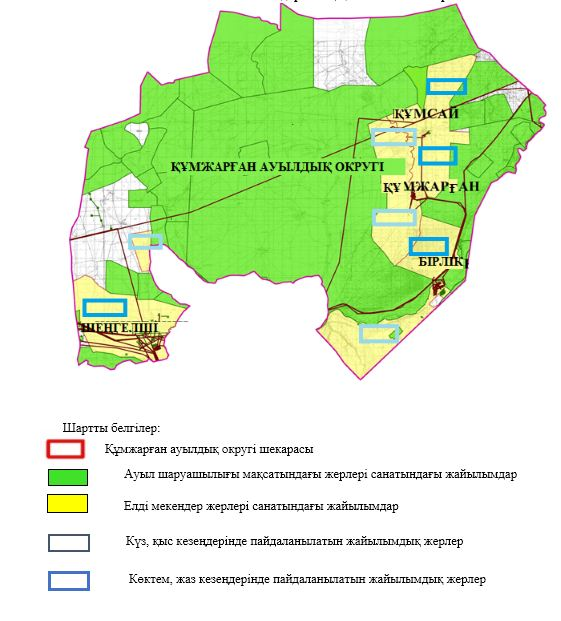 ҚҰМСАЙ
ҚҰМЖАРҒАН АУЫЛДЫҚ ОКРУГІ
ҚҰМЖАРҒАН
БІРЛІК
ШЕНГЕЛШІ
Шартты белгілер:
Құмжарған ауылдық округі шекарасы
Ауыл шаруашылығы мақсатындағы жерлері санатындағы жайылымдар
Елді мекендер жерлері санатындағы жайылымдар
Күз, қыс кезеңдерінде пайдаланылатын жайылымдық жерлер
Көктем, жаз кезеңдерінде пайдаланылатын жайылымдық жерлер